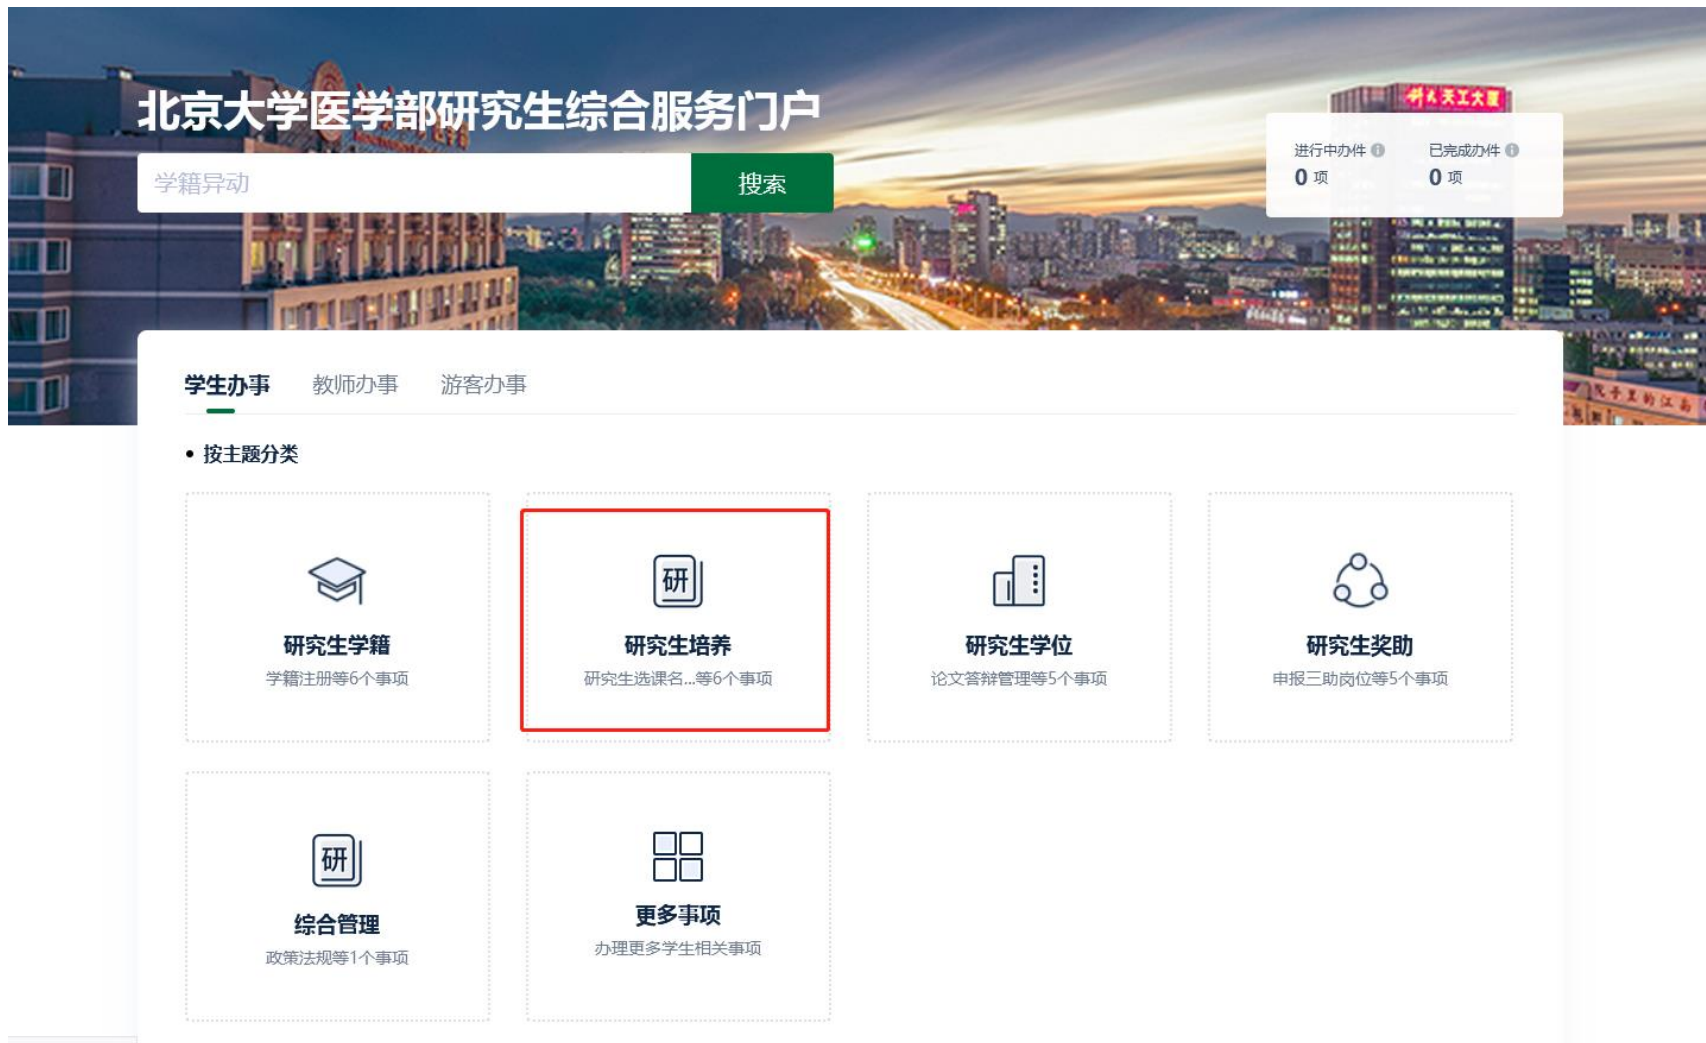 北京大学医学部研究生综合服务门户
科大天工大厦
学籍异动
搜索
进行中办件
已完成办件
0 项
0 项
学生办事
教师办事
游客办事
按主题分类
研
研究生学籍
研究生培养
研究生学位
研究生奖助
学籍注册等6个事项
研究生选课名...等6个事项
论文答辩管理等5个事项
申报三助岗位等5个事项
研
综合管理
更多事项
政策法规等1个事项
办理更多学生相关事项